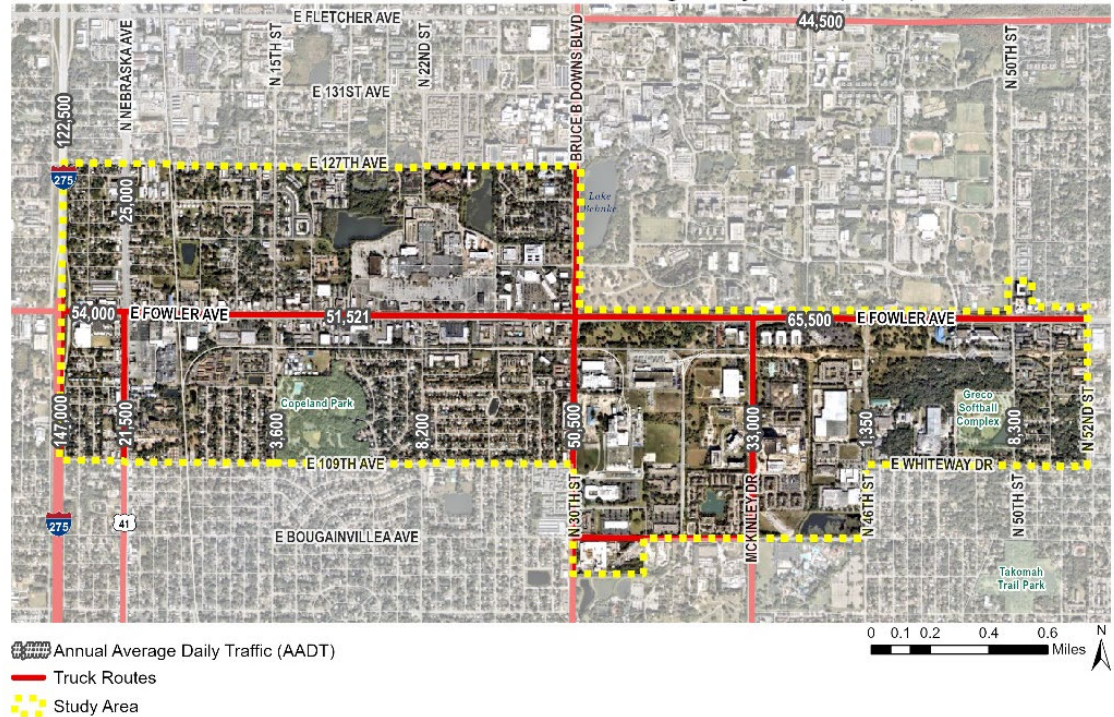 E FLETCHER AVE
44,500
N NEBRASKA AVE
N 15TH ST
N 22ND ST
BRUCE B DOWNS BLVD
N 50TH ST
E 131ST AVE
122,500
E 127TH AVE
275
25,000
Lake
Behnke
54,000
E FOWLER AVE
51,521
65,500
E FOWLER AVE
147,000
21,500
3,600
Copeland Park
8,200
50,500
33,000
1,350
Greco
Softball
Complex
8,300
N 52ND ST
E 109TH AVE
E WHITEWAY DR
275
41
E BOUGAINVILLEA AVE
N 30TH ST
MCKINLEY DR
N 46TH ST
N 50TH ST
Takomah
Trail Park
#,### Annual Average Daily Traffic (AADT)
Truck Routes
Study Area
0 0.1 0.2 0.4 0.6
Miles
N